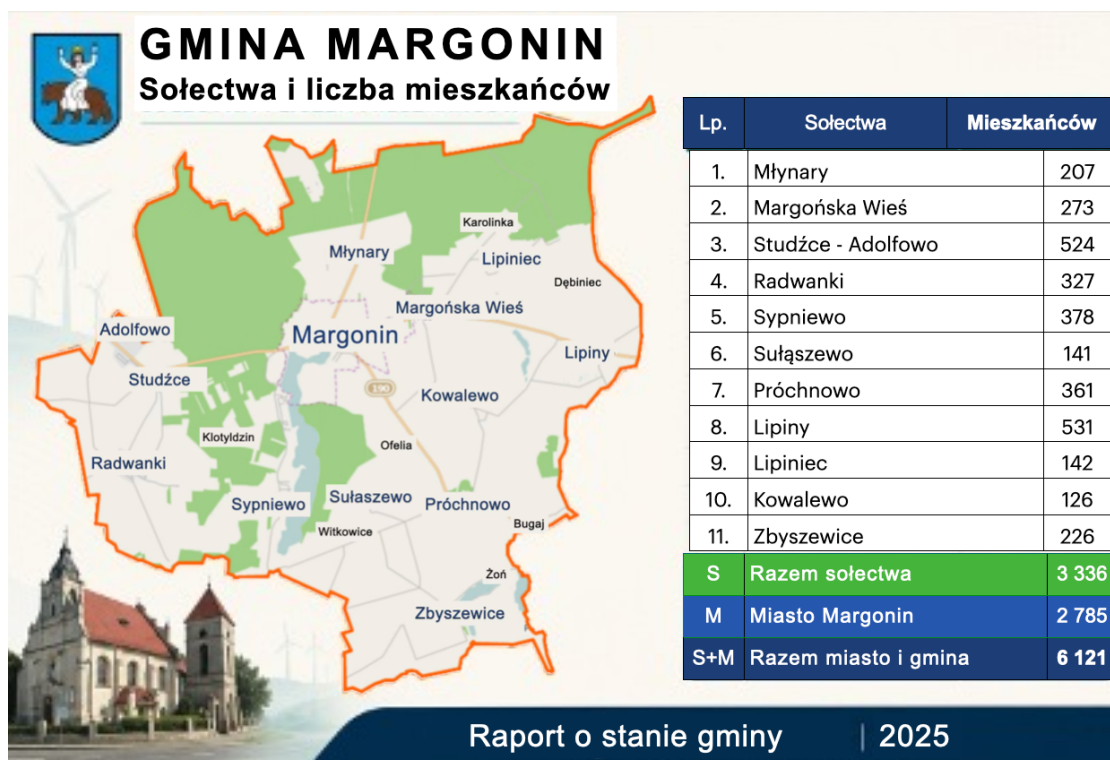 GMINA MARGONIN
Sołectwa i liczba mieszkańców
Karolinka
Młynary
Lipiniec
Dębiniec
Margońska Wieś
Adolfowo
Margonin
Lipiny
Studźce
190
Kowalewo
Klotyldzin
Ofelia
Radwanki
Sułaszewo
Sypniewo
Próchnowo
Witkowice
Bugaj
Żoń
Zbyszewice
Lp. Sołectwa Mieszkańców
1. Młynary 207
2. Margońska Wieś 273
3. Studźce - Adolfowo 524
4. Radwanki 327
5. Sypniewo 378
6. Sułąszewo 141
7. Próchnowo 361
8. Lipiny 531
9. Lipiniec 142
10. Kowalewo 126
11. Zbyszewice 226
S Razem sołectwa 3 336
M Miasto Margonin 2 785
S+M Razem miasto i gmina 6 121
Raport o stanie gminy | 2025